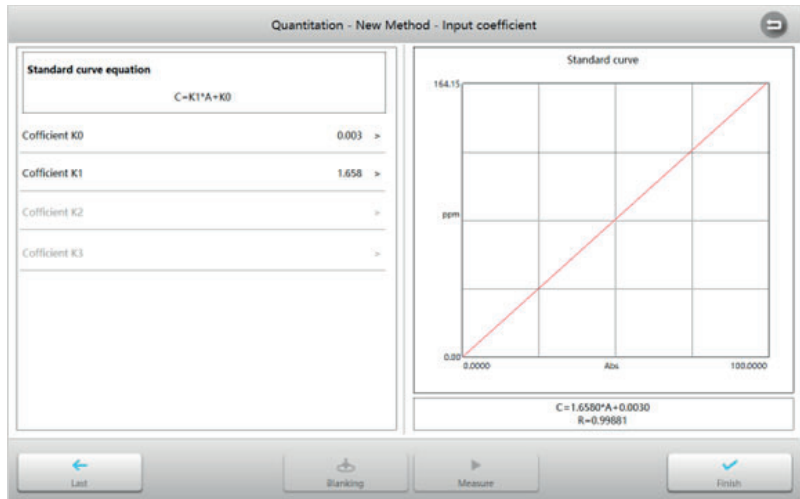 Quantitation - New Method - Input coefficient
Standard curve equation
C=K1*A+K0
Cofficient K0 0.003 >
Cofficient K1 1.658 >
Cofficient K2 >
Cofficient K3 >
Standard curve
164.15
ppm
0.00
0.0000 Abs 100.0000
C=1.6580*A+0.0030
R=0.99881
Last
Blanking
Measure
Finish